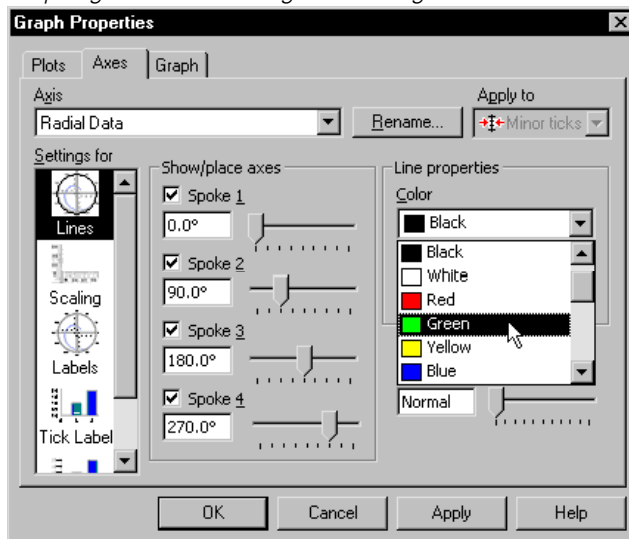 Graph Properties
Plots Axes Graph
Axis
Radial Data
Rename...
Apply to
Minor ticks
Settings for
Lines
Scaling
Labels
Tick Label
Show/place axes
Spoke 1
0.0°
Spoke 2
90.0°
Spoke 3
180.0°
Spoke 4
270.0°
Line properties
Color
Black
Black
White
Red
Green
Yellow
Blue
Normal
OK Cancel Apply Help